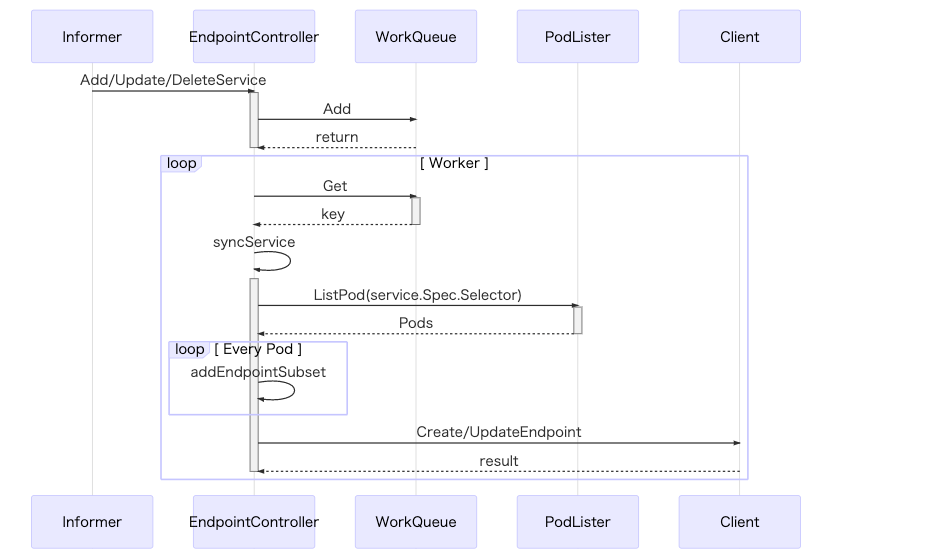 Informer
EndpointController
WorkQueue
PodLister
Client
Add/Update/DeleteService
Add
return
loop
[ Worker ]
Get
key
syncService
ListPod(service.Spec.Selector)
Pods
loop
[ Every Pod ]
addEndpointSubset
Create/UpdateEndpoint
result
Informer
EndpointController
WorkQueue
PodLister
Client